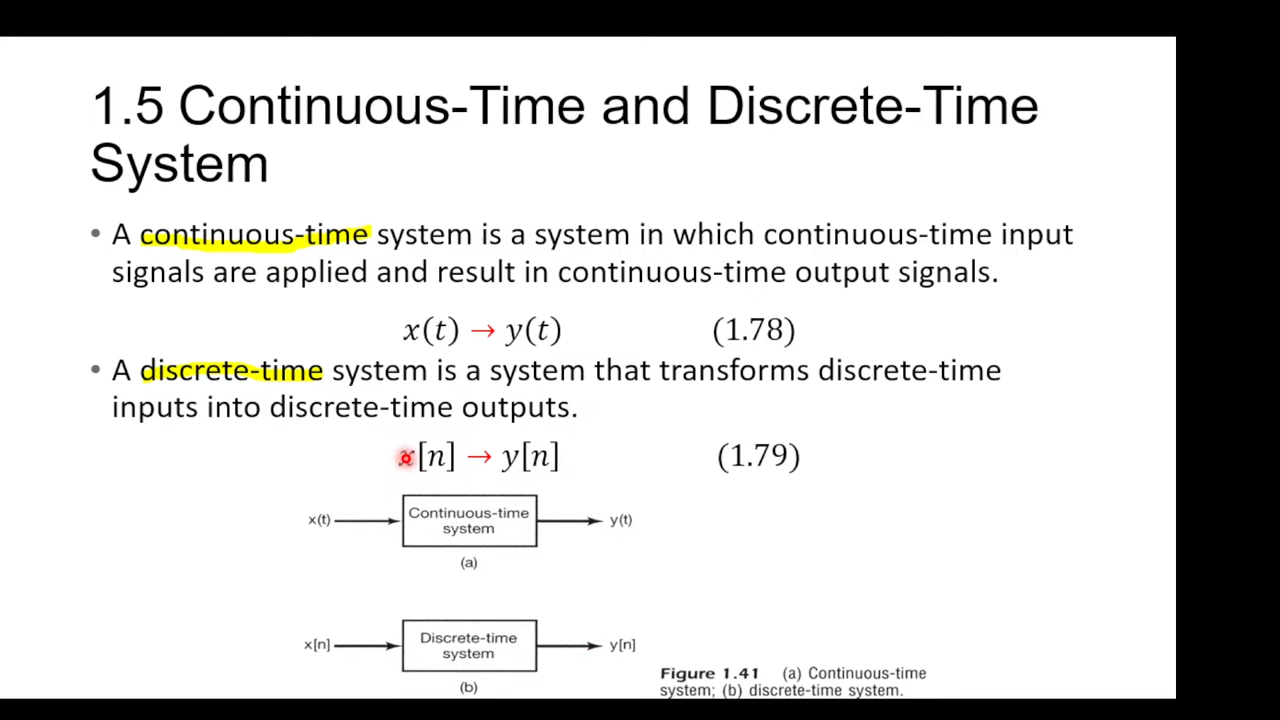 1.5 Continuous-Time and Discrete-Time
System
• A continuous-time system is a system in which continuous-time input
signals are applied and result in continuous-time output signals.
x(t) → y(t) (1.78)
• A discrete-time system is a system that transforms discrete-time
inputs into discrete-time outputs.
x[n] → y[n] (1.79)
x(t) Continuous-time system y(t)
(a)
x[n] Discrete-time system y[n]
(b)
Figure 1.41 (a) Continuous-time
system; (b) discrete-time system.